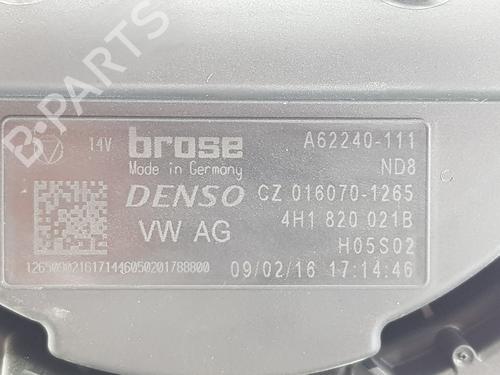 B-PARTS
14V brose A62240-111
Made in Germany ND8
DENSO CZ 016070-1265
VW AG 4H1 820 021B
H05S02
09/02/16 17:14:46